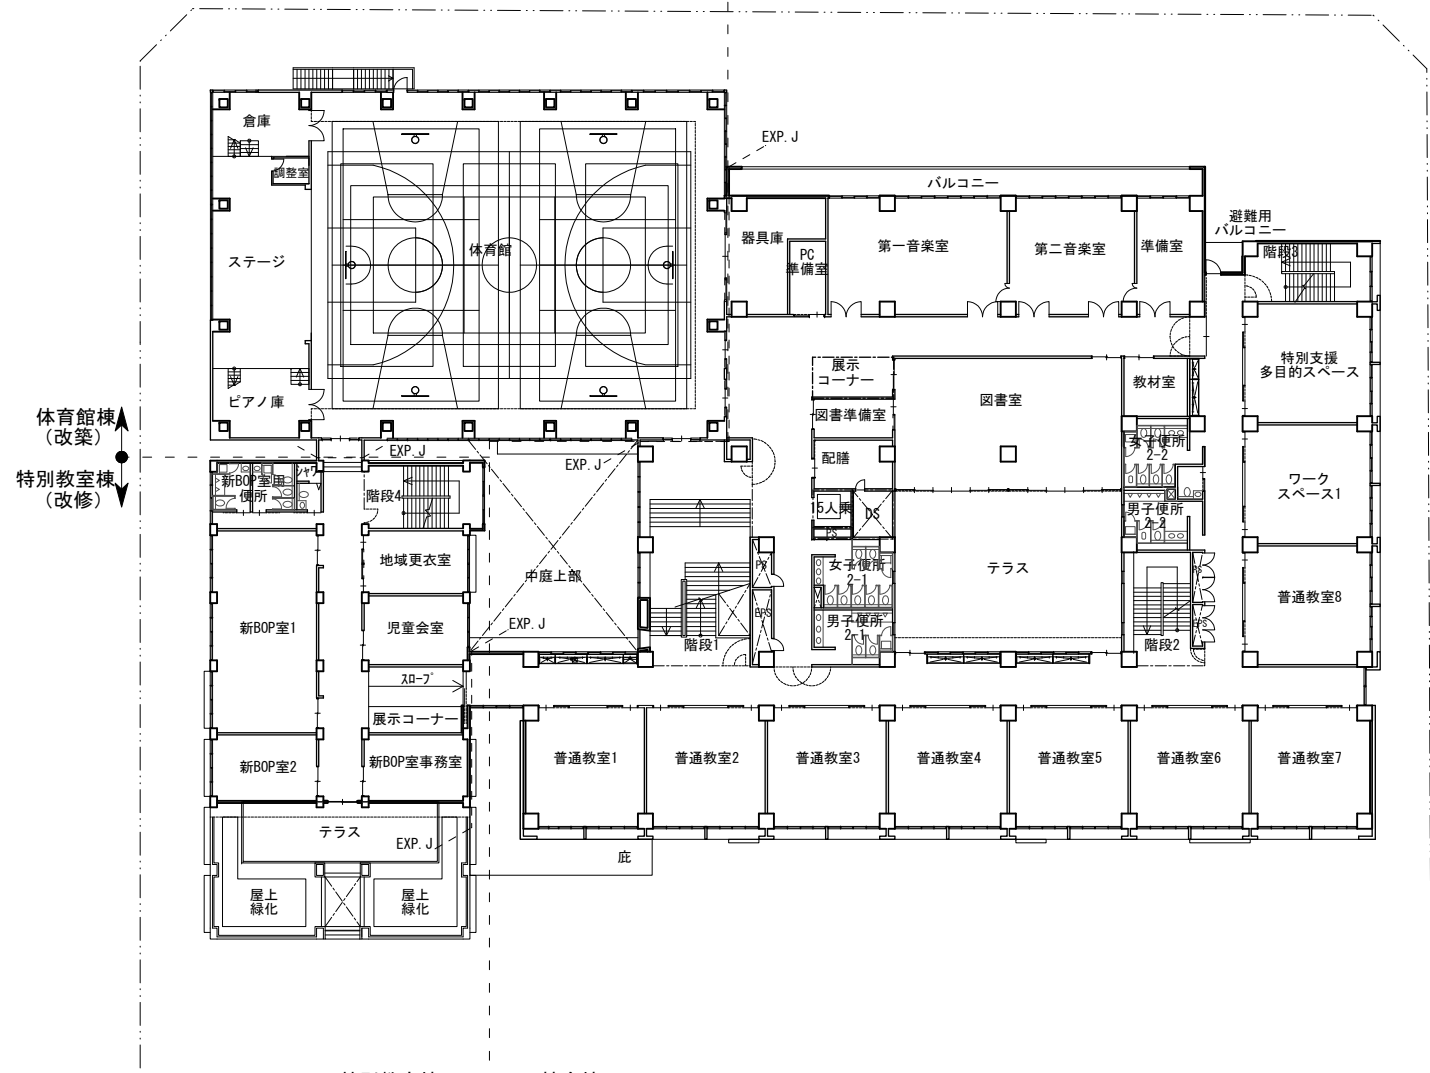 EXP. J
倉庫
調整室
バルコニー
避難用
バルコニー
器具庫
PC
準備室
第一音楽室
第二音楽室
準備室
階段3
体育館
ステージ
特別支援
多目的スペース
展示
コーナー
教材室
ピアノ庫
図書準備室
図書室
体育館棟
（改築）
特別教室棟
（改修）
EXP. J
EXP. J
女子便所
2-2
配膳
新BOP室用
便所
シャワ
階段4
ワーク
スペース1
15人乗
DS
男子便所
2-2
PS
地域更衣室
中庭上部
PS
女子便所
2-1
テラス
PS
普通教室8
新BOP室1
児童会室
EXP. J
EPS
男子便所
2-1
階段1
階段2
スロープ
展示コーナー
新BOP室2
新BOP室事務室
普通教室1
普通教室2
普通教室3
普通教室4
普通教室5
普通教室6
普通教室7
テラス
EXP. J
庇
屋上
緑化
屋上
緑化